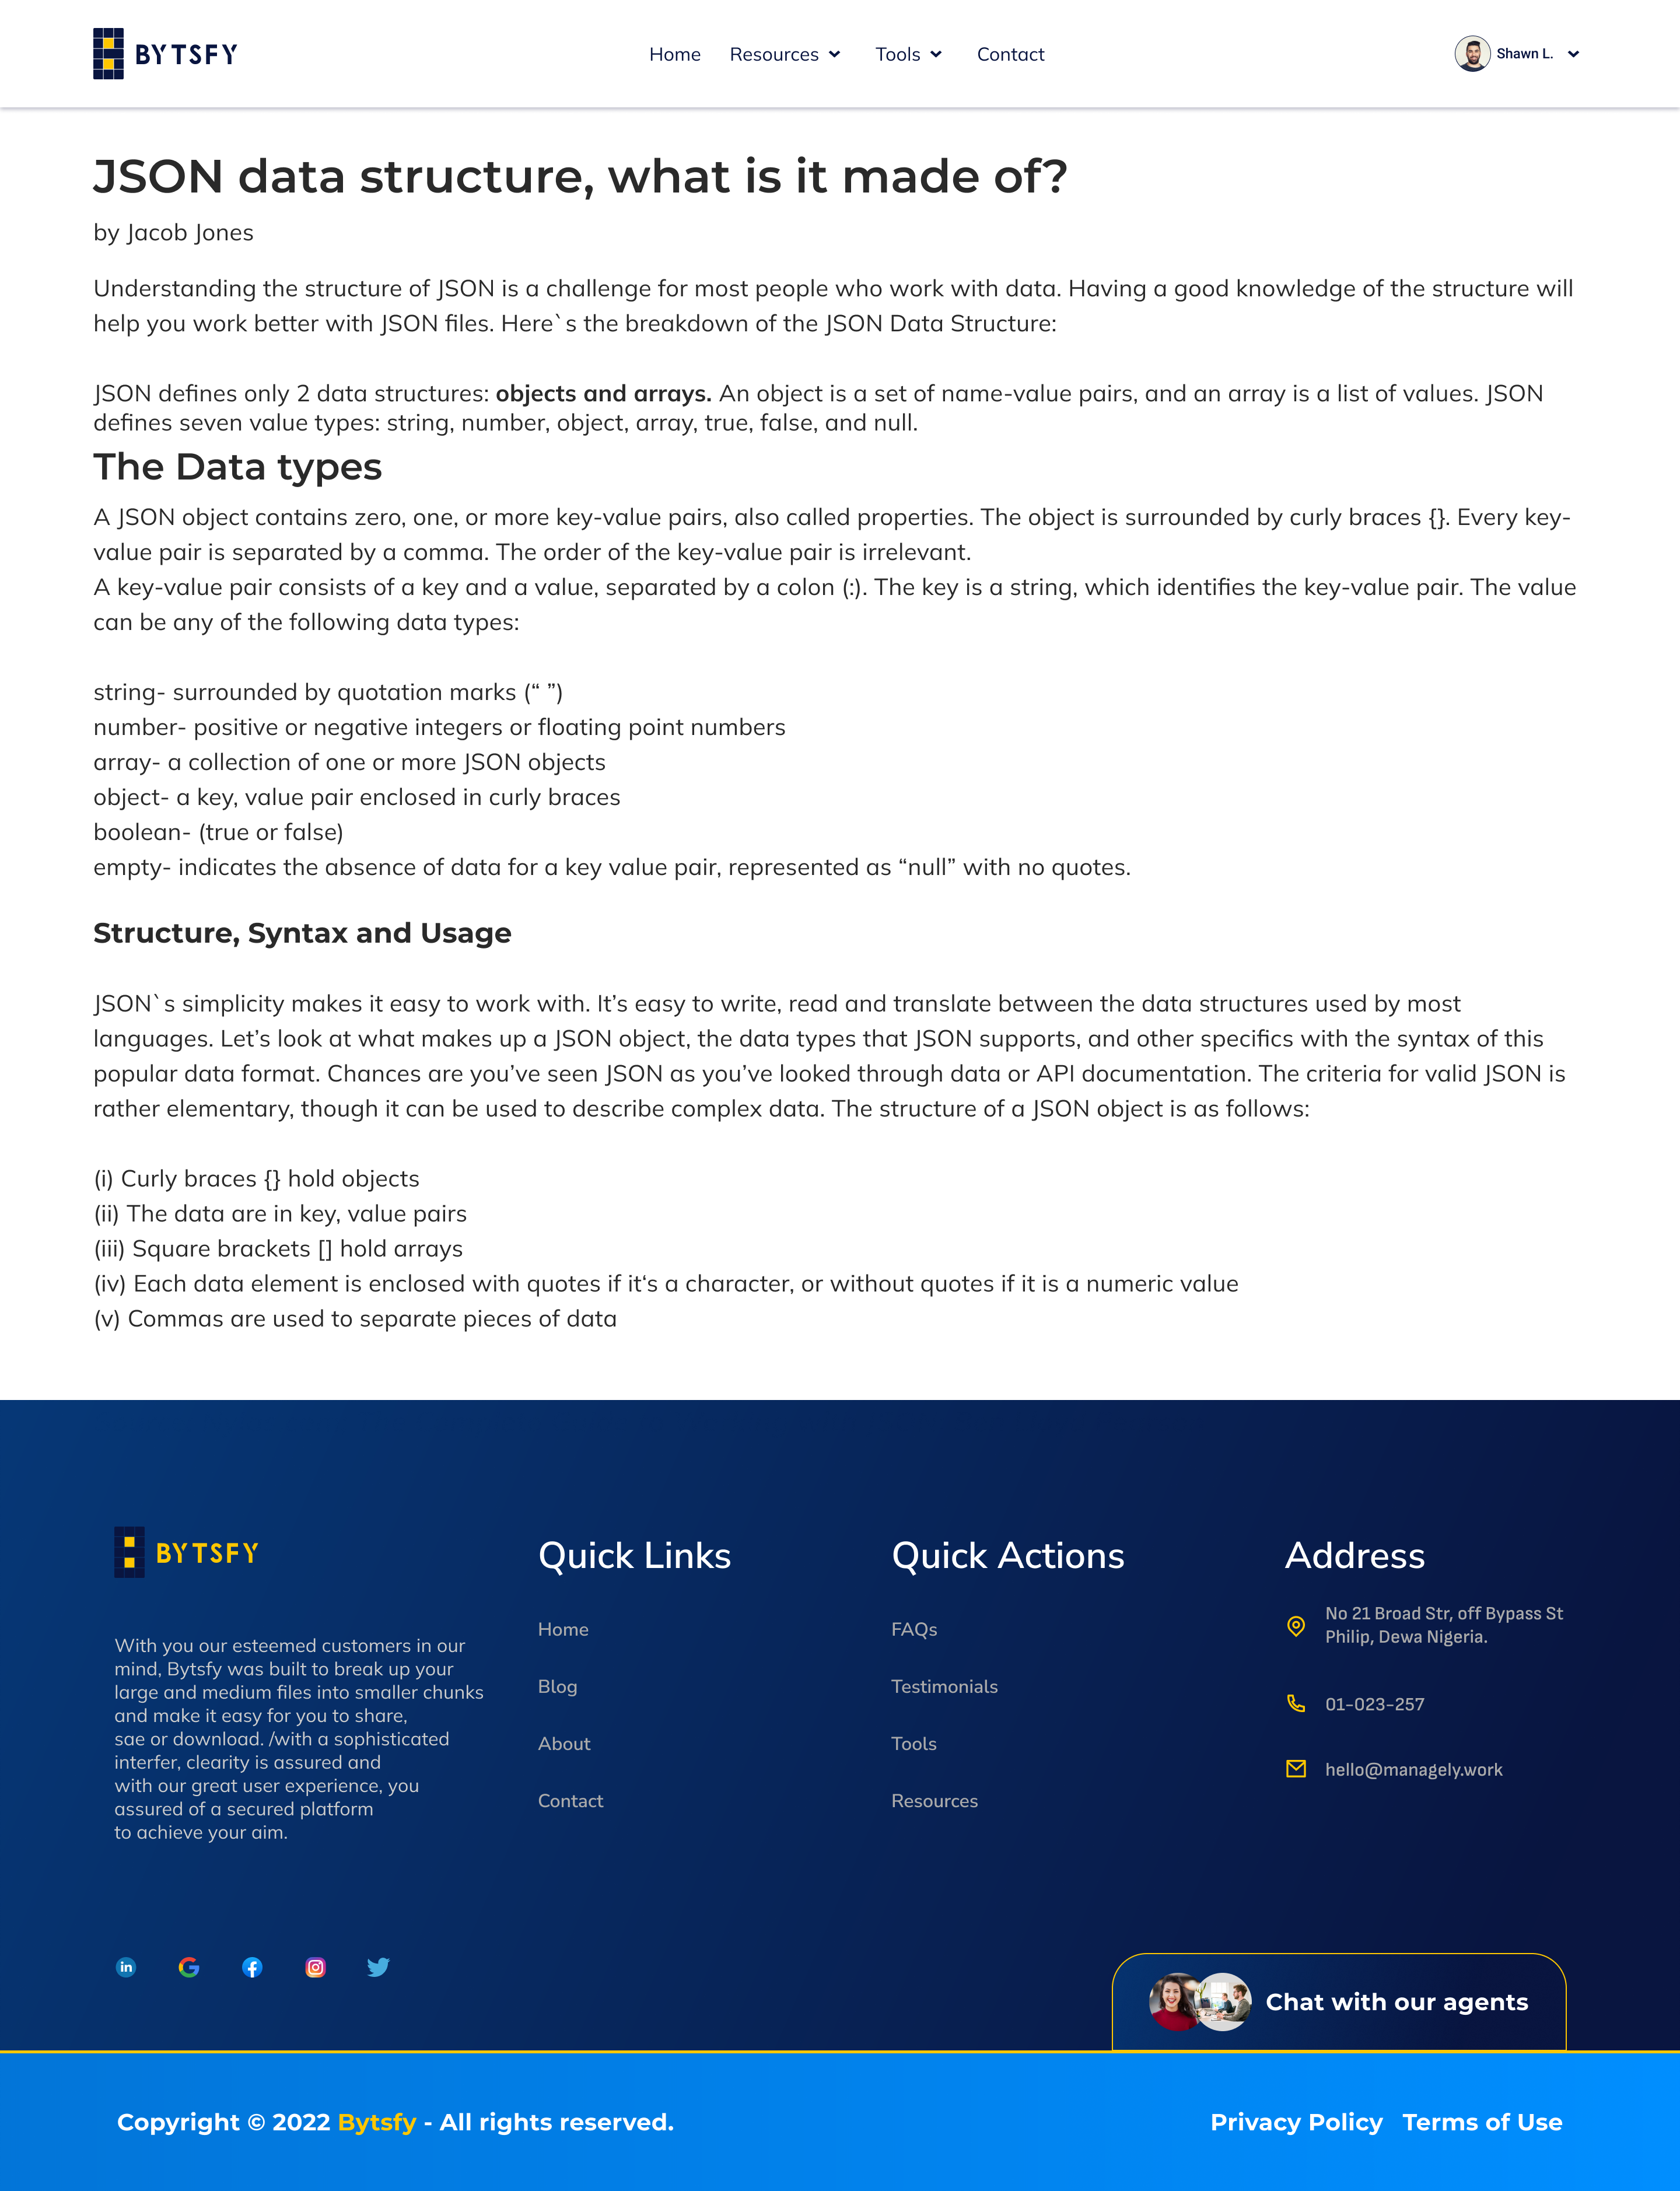 BYTSFY
Home Resources Tools Contact
Shawn L.
JSON data structure, what is it made of?
by Jacob Jones
Understanding the structure of JSON is a challenge for most people who work with data. Having a good knowledge of the structure will
help you work better with JSON files. Here`s the breakdown of the JSON Data Structure:
JSON defines only 2 data structures: objects and arrays. An object is a set of name-value pairs, and an array is a list of values. JSON
defines seven value types: string, number, object, array, true, false, and null.
The Data types
A JSON object contains zero, one, or more key-value pairs, also called properties. The object is surrounded by curly braces {}. Every key-
value pair is separated by a comma. The order of the key-value pair is irrelevant.
A key-value pair consists of a key and a value, separated by a colon (:). The key is a string, which identifies the key-value pair. The value
can be any of the following data types:
string- surrounded by quotation marks (“ ”)
number- positive or negative integers or floating point numbers
array- a collection of one or more JSON objects
object- a key, value pair enclosed in curly braces
boolean- (true or false)
empty- indicates the absence of data for a key value pair, represented as “null” with no quotes.
Structure, Syntax and Usage
JSON`s simplicity makes it easy to work with. It’s easy to write, read and translate between the data structures used by most
languages. Let’s look at what makes up a JSON object, the data types that JSON supports, and other specifics with the syntax of this
popular data format. Chances are you’ve seen JSON as you’ve looked through data or API documentation. The criteria for valid JSON is
rather elementary, though it can be used to describe complex data. The structure of a JSON object is as follows:
(i) Curly braces {} hold objects
(ii) The data are in key, value pairs
(iii) Square brackets [] hold arrays
(iv) Each data element is enclosed with quotes if it‘s a character, or without quotes if it is a numeric value
(v) Commas are used to separate pieces of data
BYTSFY
With you our esteemed customers in our
mind, Bytsfy was built to break up your
large and medium files into smaller chunks
and make it easy for you to share,
sae or download. /with a sophisticated
interfer, clearity is assured and
with our great user experience, you
assured of a secured platform
to achieve your aim.
Quick Links
Home
Blog
About
Contact
Quick Actions
FAQs
Testimonials
Tools
Resources
Address
No 21 Broad Str, off Bypass St
Philip, Dewa Nigeria.
01-023-257
hello@managely.work
Chat with our agents
Copyright © 2022 Bytsfy - All rights reserved.
Privacy Policy Terms of Use